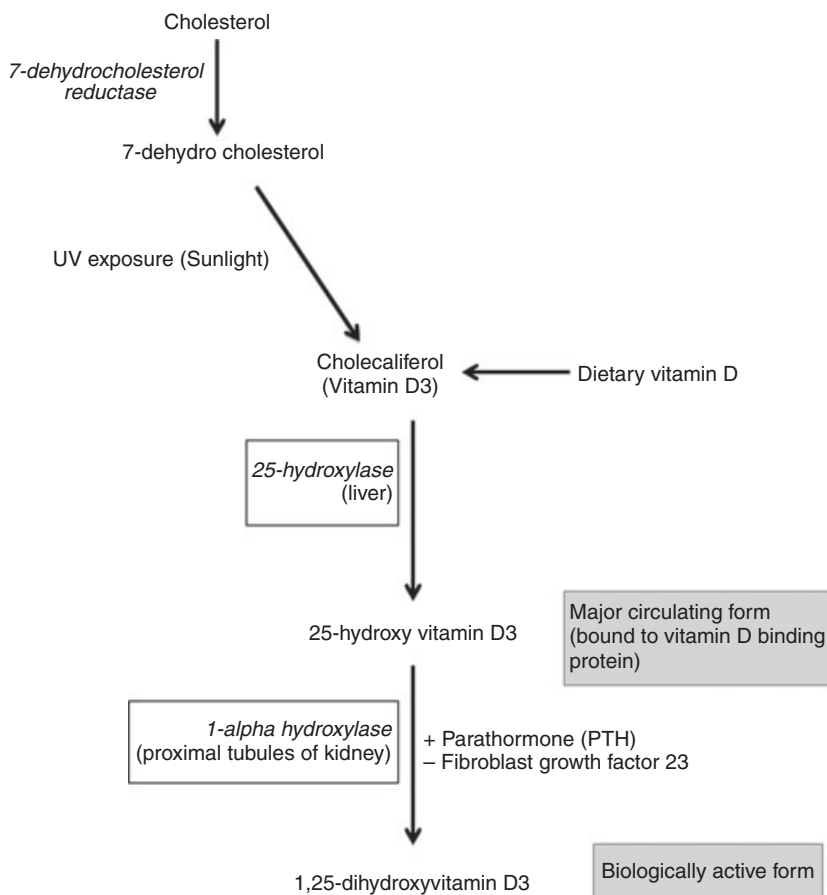 Cholesterol
7-dehydrocholesterol
reductase
7-dehydro cholesterol
UV exposure (Sunlight)
Cholecaliferol
(Vitamin D3)
Dietary vitamin D
25-hydroxylase
(liver)
25-hydroxy vitamin D3
Major circulating form
(bound to vitamin D binding
protein)
1-alpha hydroxylase
(proximal tubules of kidney)
+ Parathormone (PTH)
– Fibroblast growth factor 23
1,25-dihydroxyvitamin D3
Biologically active form